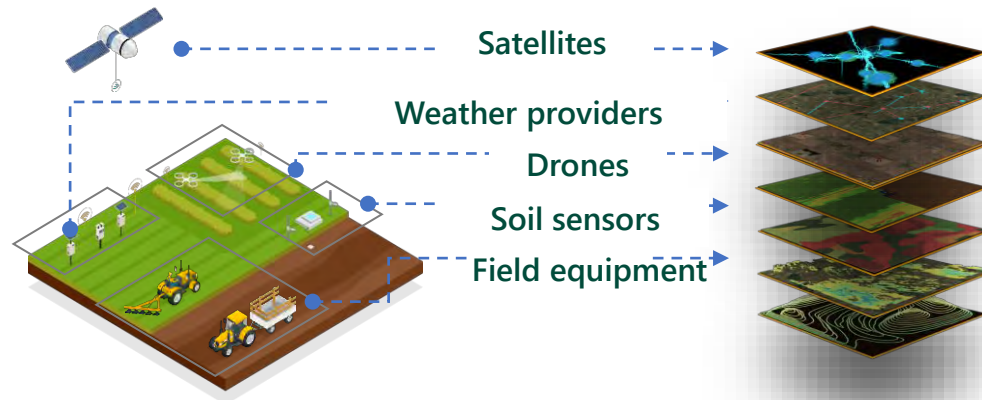 Satellites
Weather providers
Drones
Soil sensors
Field equipment